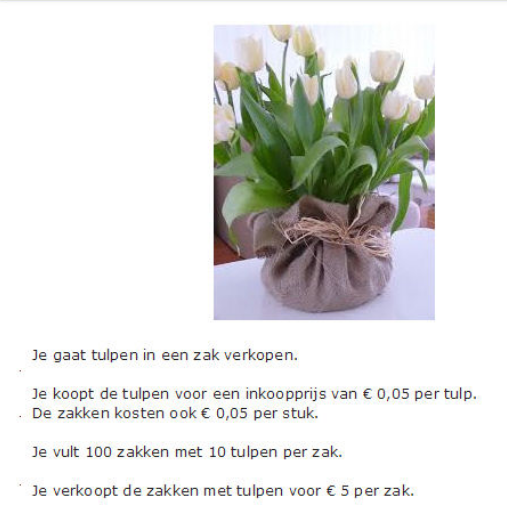 Je gaat tulpen in een zak verkopen.
Je koopt de tulpen voor een inkoopprijs van € 0,05 per tulp.
De zakken kosten ook € 0,05 per stuk.
Je vult 100 zakken met 10 tulpen per zak.
Je verkoopt de zakken met tulpen voor € 5 per zak.